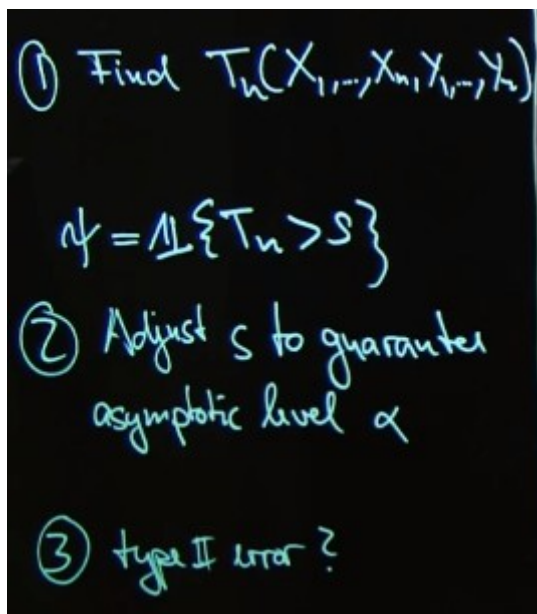 ① Find Tₙ(X₁,...,Xₙ,Y₁,...,Yₙ)
ψ = 𝟙{Tₙ > s}
② Adjust s to guarantee
asymptotic level α
③ type II error ?